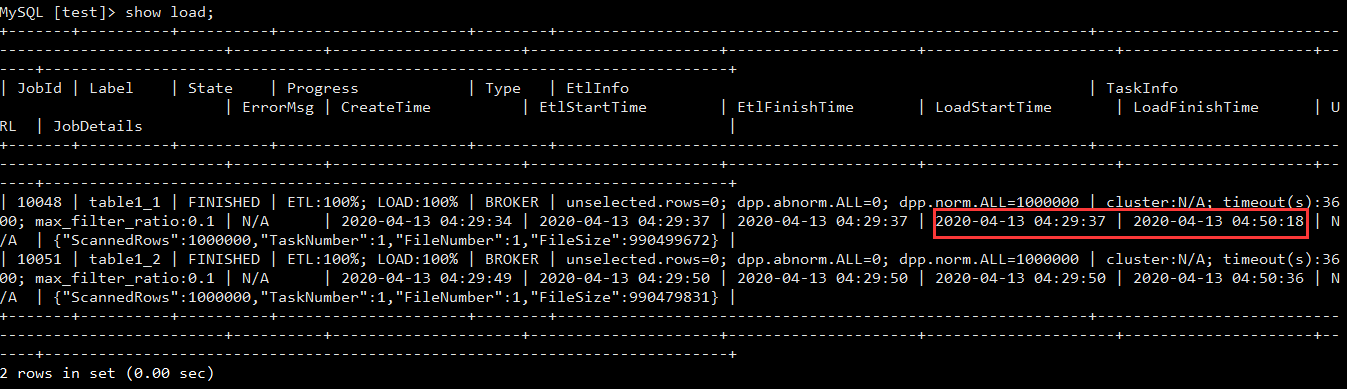 MySQL [test]> show load;
+-------+----------+----------+---------------------+--------+---------------------------------------------------------+--------------------------
------------------------+----------+---------------------+---------------------+---------------------+---------------------+---------------------+--
----+--------------------------------------------------------------------------+
| JobId | Label    | State    | Progress            | Type   | EtlInfo                                                 | TaskInfo
                        | ErrorMsg | CreateTime          | EtlStartTime        | EtlFinishTime       | LoadStartTime       | LoadFinishTime      | U
RL  | JobDetails                                                               |
+-------+----------+----------+---------------------+--------+---------------------------------------------------------+--------------------------
------------------------+----------+---------------------+---------------------+---------------------+---------------------+---------------------+--
----+--------------------------------------------------------------------------+
| 10048 | table1_1 | FINISHED | ETL:100%; LOAD:100% | BROKER | unselected.rows=0; dpp.abnorm.ALL=0; dpp.norm.ALL=1000000 | cluster:N/A; timeout(s):36
00; max_filter_ratio:0.1 | N/A      | 2020-04-13 04:29:34 | 2020-04-13 04:29:37 | 2020-04-13 04:29:37 | 2020-04-13 04:29:37 | 2020-04-13 04:50:18 | N
/A  | {"ScannedRows":1000000,"TaskNumber":1,"FileNumber":1,"FileSize":990499672} |
| 10051 | table1_2 | FINISHED | ETL:100%; LOAD:100% | BROKER | unselected.rows=0; dpp.abnorm.ALL=0; dpp.norm.ALL=1000000 | cluster:N/A; timeout(s):36
00; max_filter_ratio:0.1 | N/A      | 2020-04-13 04:29:49 | 2020-04-13 04:29:50 | 2020-04-13 04:29:50 | 2020-04-13 04:29:50 | 2020-04-13 04:50:36 | N
/A  | {"ScannedRows":1000000,"TaskNumber":1,"FileNumber":1,"FileSize":990479831} |
+-------+----------+----------+---------------------+--------+---------------------------------------------------------+--------------------------
------------------------+----------+---------------------+---------------------+---------------------+---------------------+---------------------+--
----+--------------------------------------------------------------------------+
2 rows in set (0.00 sec)